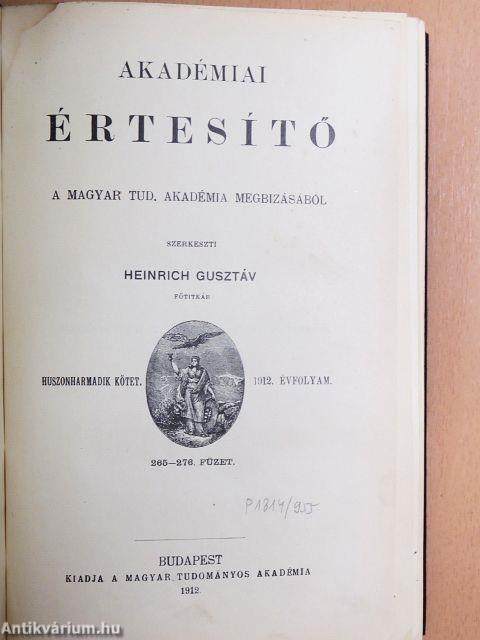 AKADÉMIAI
ÉRTESÍTŐ
A MAGYAR TUD. AKADÉMIA MEGBIZÁSÁBÓL
SZERKESZTI
HEINRICH GUSZTÁV
FŐTITKÁR
HUSZONHARMADIK KÖTET. 1912. ÉVFOLYAM.
265—276. FÜZET.
P1814/955
BUDAPEST
KIADJA A MAGYAR TUDOMÁNYOS AKADÉMIA
1912.
Antikvárium.hu